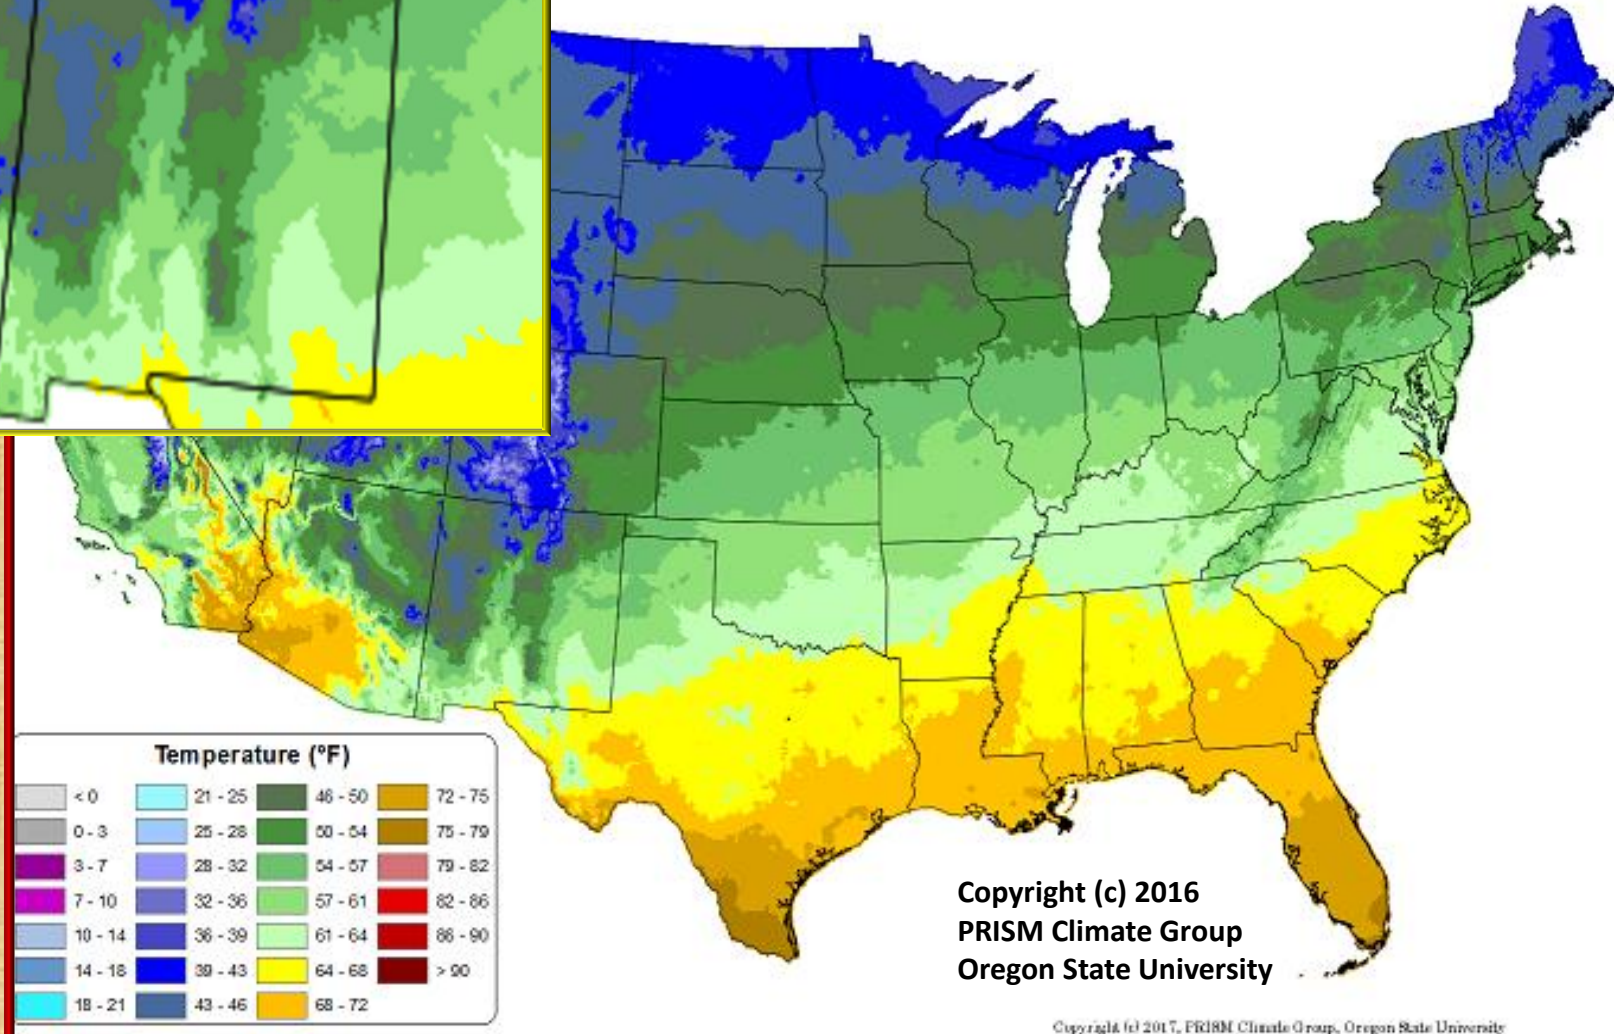 Temperature (°F)
< 0
21 - 25
46 - 50
72 - 75
0 - 3
25 - 28
50 - 54
75 - 79
3 - 7
28 - 32
54 - 57
79 - 82
7 - 10
32 - 36
57 - 61
82 - 86
10 - 14
36 - 39
61 - 64
86 - 90
14 - 18
39 - 43
64 - 68
> 90
18 - 21
43 - 46
68 - 72
Copyright (c) 2016
PRISM Climate Group
Oregon State University
Copyright (c) 2017, PRISM Climate Group, Oregon State University